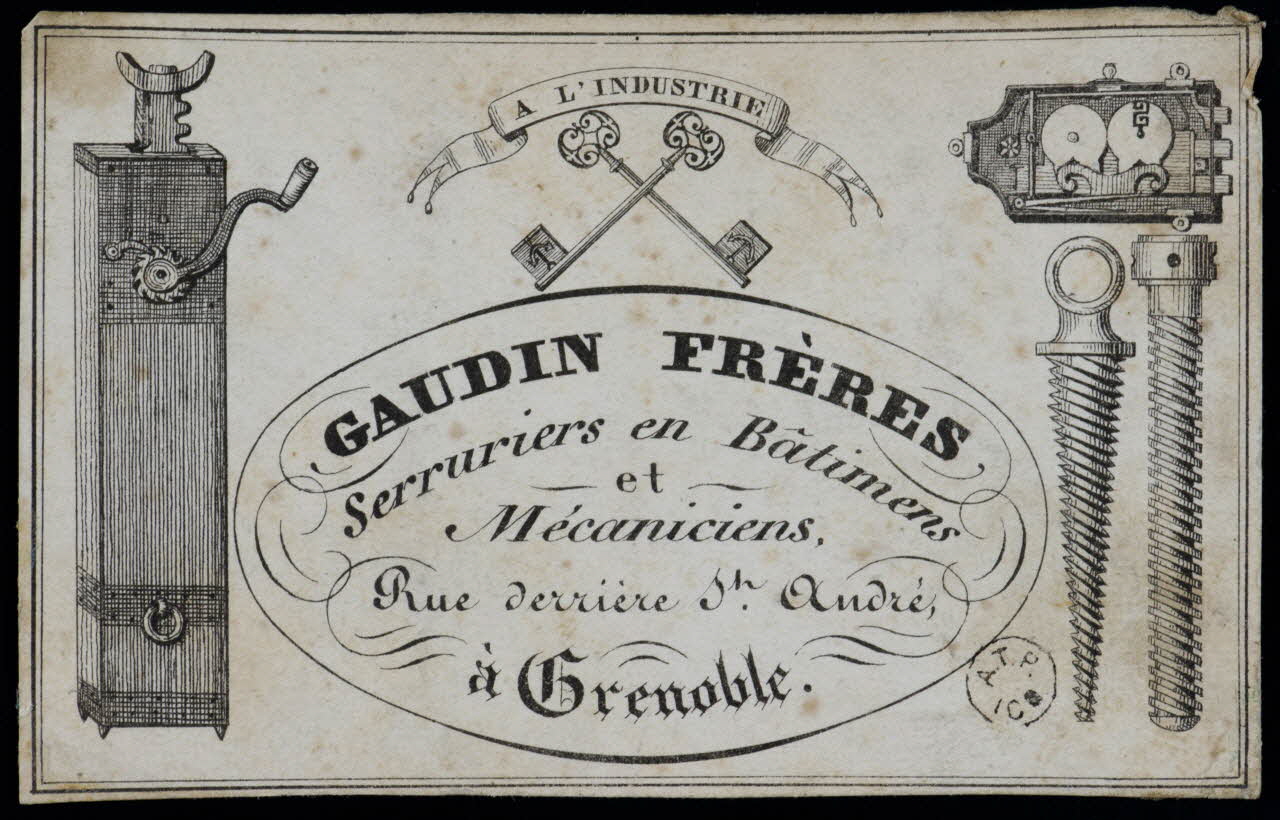 A L'INDUSTRIE
GAUDIN FRÈRES,
Serruriers en Bâtimens
et
Mécaniciens,
Rue derrière St. André,
à Grenoble.
A.T.P.